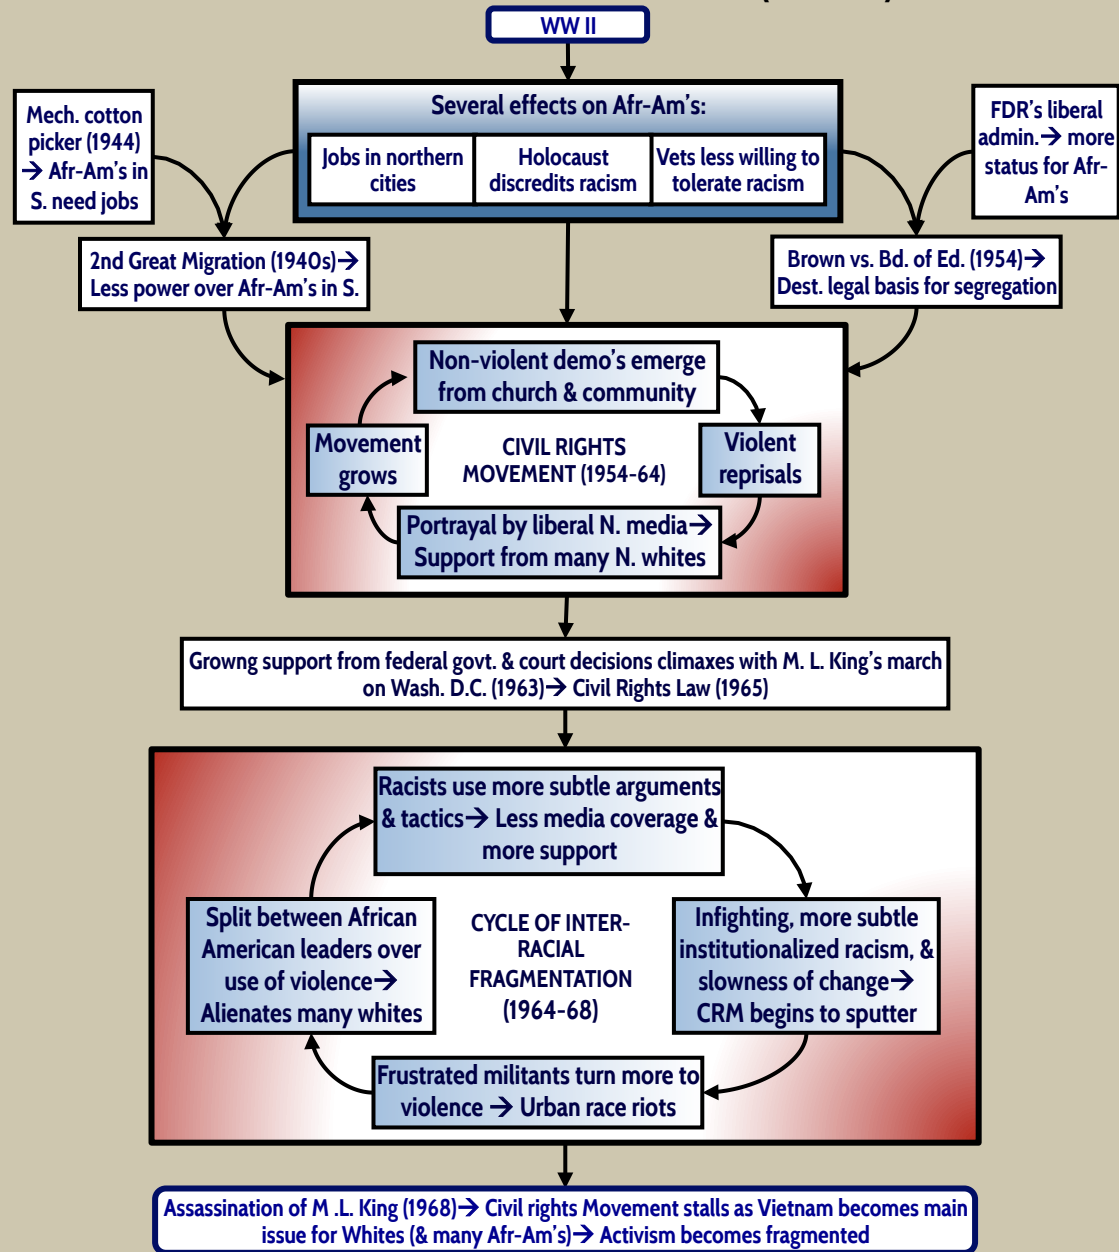 WW II
Several effects on Afr-Am's:
Jobs in northern
cities
Holocaust
discredits racism
Vets less willing to
tolerate racism
Mech. cotton
picker (1944)
→ Afr-Am's in
S. need jobs
FDR's liberal
admin.→ more
status for Afr-
Am's
2nd Great Migration (1940s)→
Less power over Afr-Am's in S.
Brown vs. Bd. of Ed. (1954)→
Dest. legal basis for segregation
Non-violent demo's emerge
from church & community
Movement
grows
CIVIL RIGHTS
MOVEMENT (1954-64)
Violent
reprisals
Portrayal by liberal N. media→
Support from many N. whites
Growng support from federal govt. & court decisions climaxes with M. L. King's march
on Wash. D.C. (1963)→ Civil Rights Law (1965)
Racists use more subtle arguments
& tactics→ Less media coverage &
more support
Split between African
American leaders over
use of violence→
Alienates many whites
CYCLE OF INTER-
RACIAL
FRAGMENTATION
(1964-68)
Infighting, more subtle
institutionalized racism, &
slowness of change→
CRM begins to sputter
Frustrated militants turn more to
violence → Urban race riots
Assassination of M .L. King (1968)→ Civil rights Movement stalls as Vietnam becomes main
issue for Whites (& many Afr-Am's)→ Activism becomes fragmented